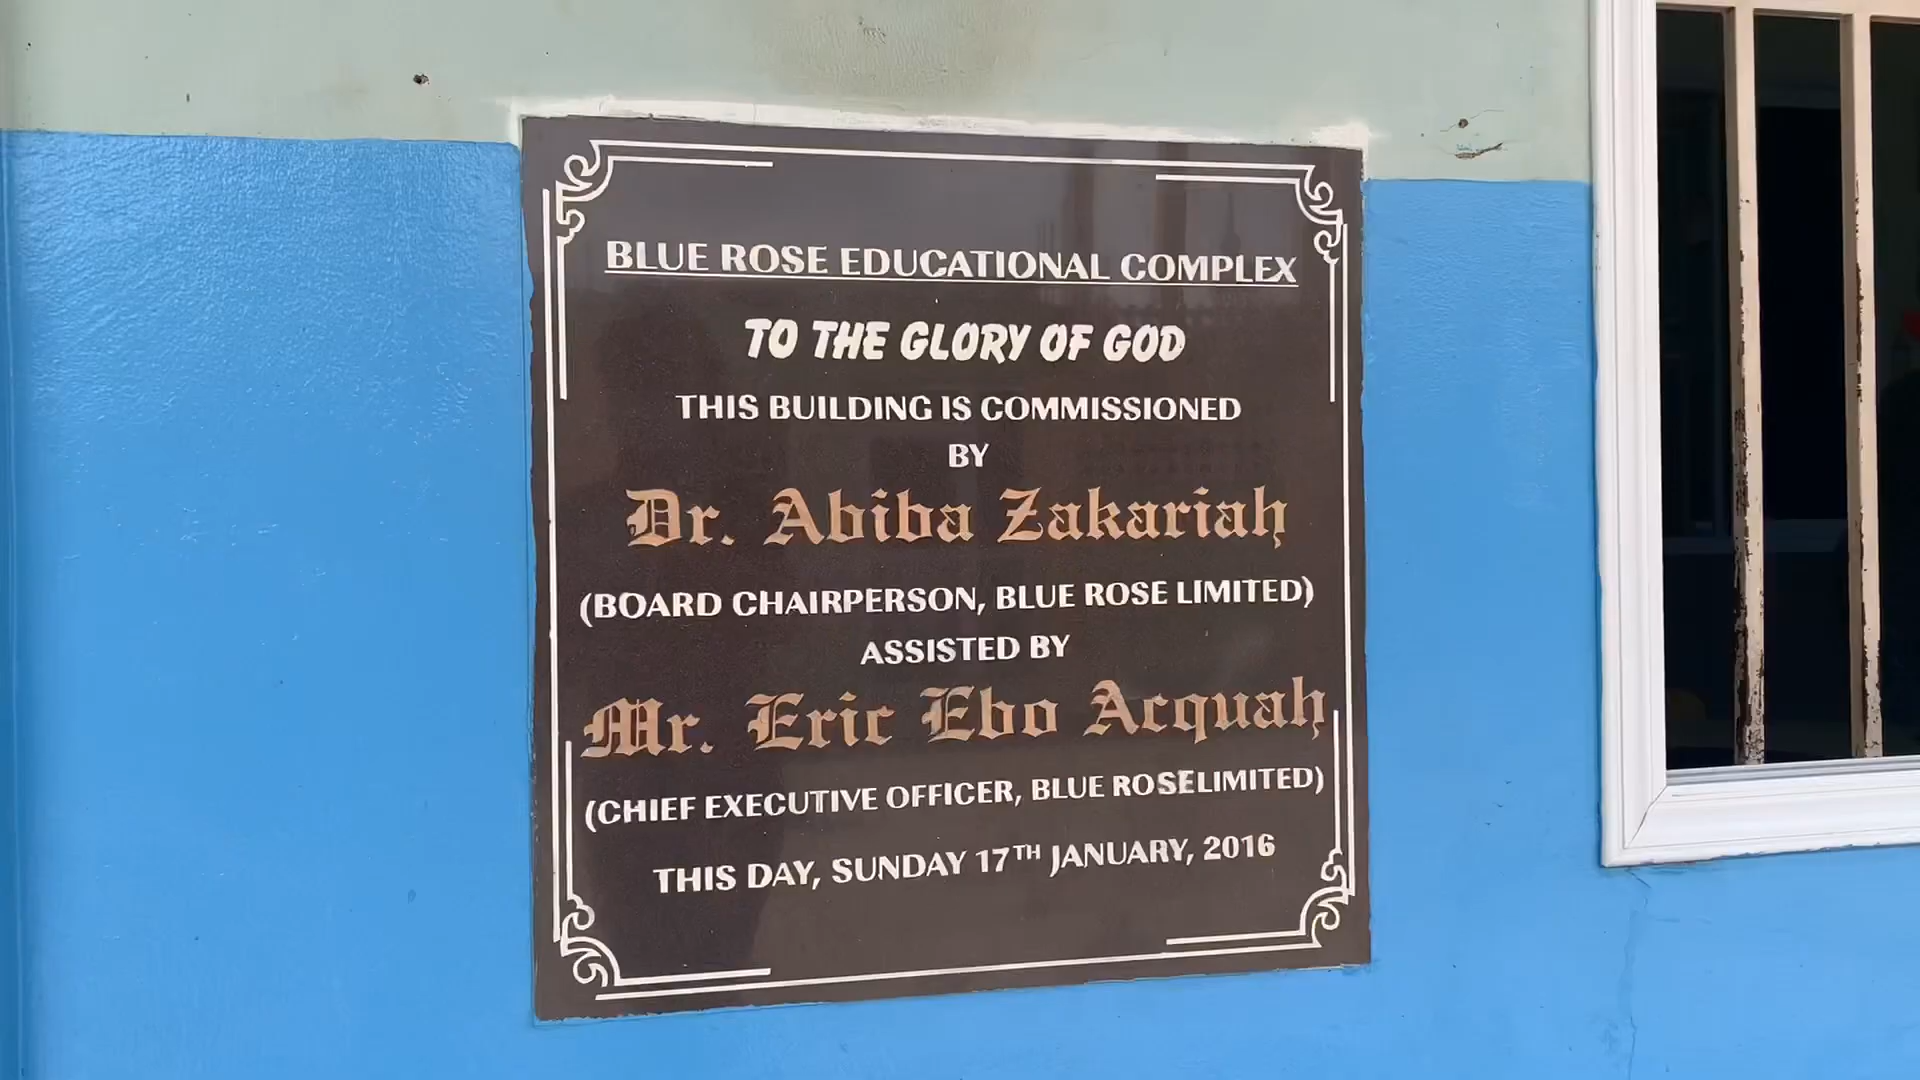 BLUE ROSE EDUCATIONAL COMPLEX
TO THE GLORY OF GOD
THIS BUILDING IS COMMISSIONED
BY
Dr. Abiba Zakariah
(BOARD CHAIRPERSON, BLUE ROSE LIMITED)
ASSISTED BY
Mr. Eric Ebo Acquah
(CHIEF EXECUTIVE OFFICER, BLUE ROSE LIMITED)
THIS DAY, SUNDAY 17TH JANUARY, 2016